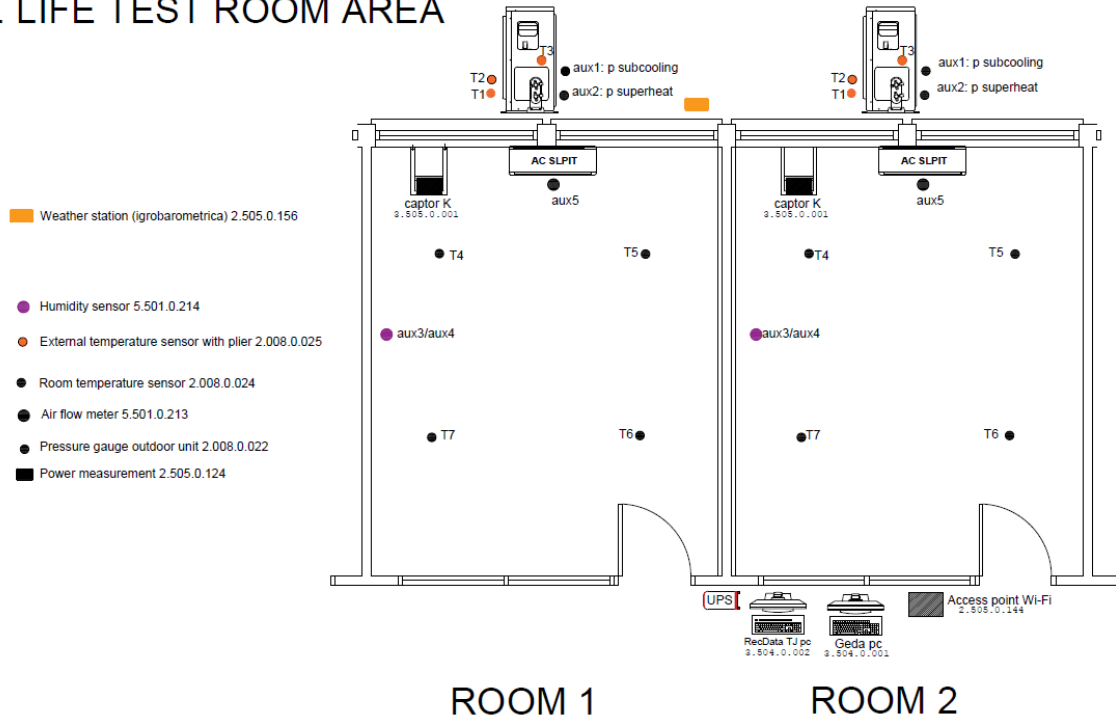 LIFE TEST ROOM AREA
T3
aux1: p subcooling
T2
T1
aux2: p superheat
T3
aux1: p subcooling
T2
T1
aux2: p superheat
AC SLPIT
captor K
3.505.0.001
aux5
AC SLPIT
captor K
3.505.0.001
aux5
Weather station (igrobarometrica) 2.505.0.156
Humidity sensor 5.501.0.214
External temperature sensor with plier 2.008.0.025
Room temperature sensor 2.008.0.024
Air flow meter 5.501.0.213
Pressure gauge outdoor unit 2.008.0.022
Power measurement 2.505.0.124
T4
T5
aux3/aux4
T7
T6
T4
T5
aux3/aux4
T7
T6
UPS
RecData TJ pc
3.504.0.002
Geda pc
3.504.0.001
Access point Wi-Fi
2.505.0.144
ROOM 1
ROOM 2